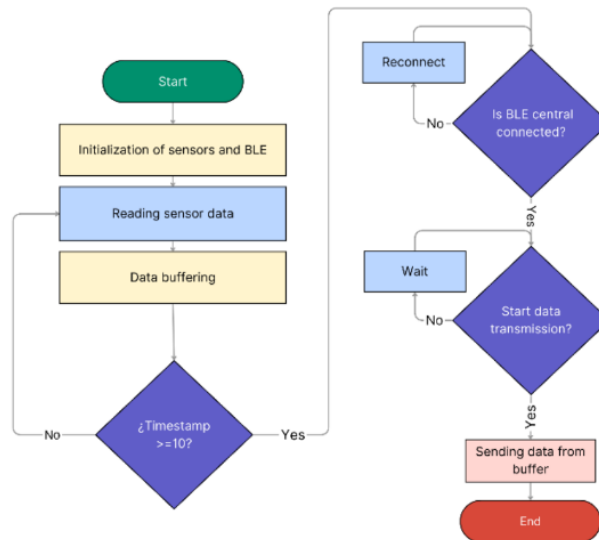 Start
Initialization of sensors and BLE
Reading sensor data
Data buffering
¿Timestamp
>=10?
No
Yes
Reconnect
Is BLE central
connected?
No
Yes
Wait
Start data
transmission?
No
Yes
Sending data from
buffer
End